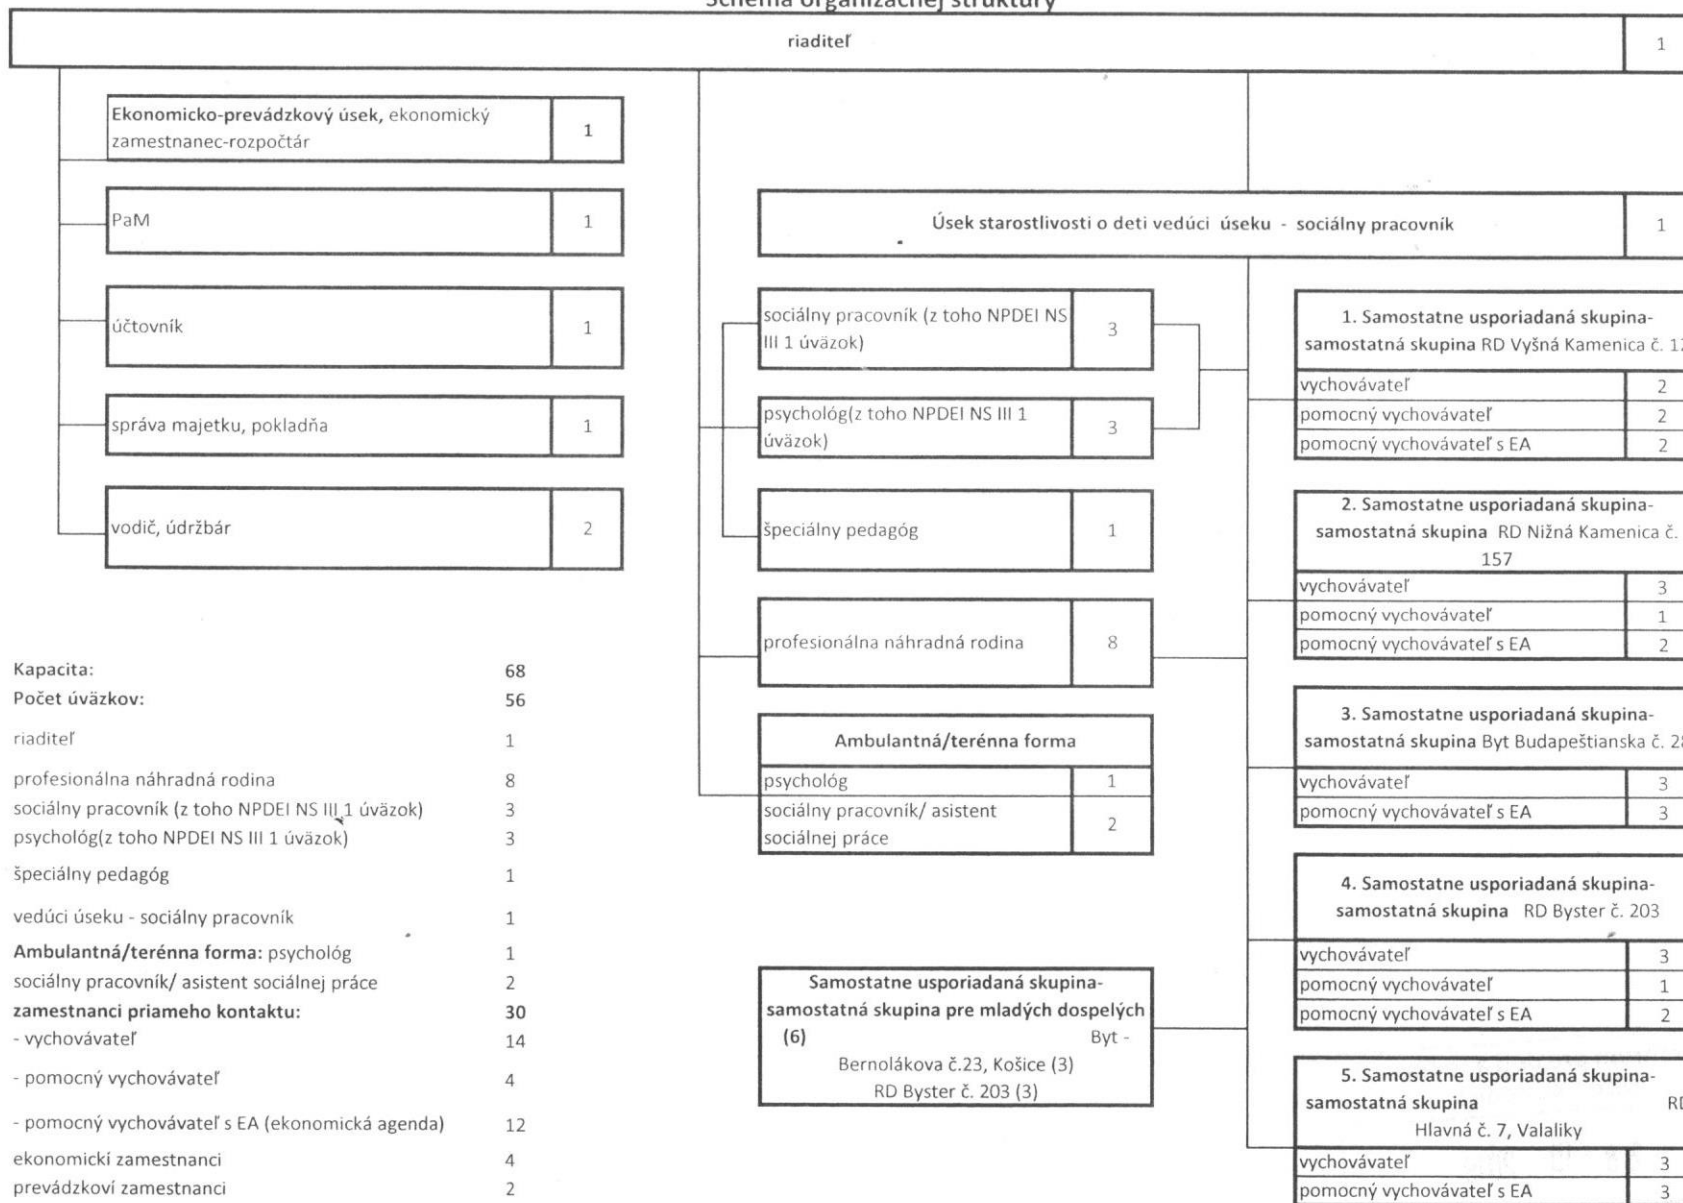 Schéma organizačnej štruktúry
riaditeľ 1
Ekonomicko-prevádzkový úsek, ekonomický
zamestnanec-rozpočtár 1
PaM 1
účtovník 1
správa majetku, pokladňa 1
vodič, údržbár 2
Úsek starostlivosti o deti vedúci úseku - sociálny pracovník 1
sociálny pracovník (z toho NPDEI NS
III 1 úväzok) 3
psychológ(z toho NPDEI NS III 1
úväzok) 3
špeciálny pedagóg 1
profesionálna náhradná rodina 8
Ambulantná/terénna forma
psychológ 1
sociálny pracovník/ asistent
sociálnej práce 2
Samostatne usporiadaná skupina-
samostatná skupina pre mladých dospelých
(6) Byt -
Bernolákova č.23, Košice (3)
RD Byster č. 203 (3)
1. Samostatne usporiadaná skupina-
samostatná skupina RD Vyšná Kamenica č. 12
vychovávateľ 2
pomocný vychovávateľ 2
pomocný vychovávateľ s EA 2
2. Samostatne usporiadaná skupina-
samostatná skupina RD Nižná Kamenica č.
157
vychovávateľ 3
pomocný vychovávateľ 1
pomocný vychovávateľ s EA 2
3. Samostatne usporiadaná skupina-
samostatná skupina Byt Budapeštianska č. 28
vychovávateľ 3
pomocný vychovávateľ s EA 3
4. Samostatne usporiadaná skupina-
samostatná skupina RD Byster č. 203
vychovávateľ 3
pomocný vychovávateľ 1
pomocný vychovávateľ s EA 2
5. Samostatne usporiadaná skupina-
samostatná skupina RD
Hlavná č. 7, Valaliky
vychovávateľ 3
pomocný vychovávateľ s EA 3
Kapacita: 68
Počet úväzkov: 56
riaditeľ 1
profesionálna náhradná rodina 8
sociálny pracovník (z toho NPDEI NS III 1 úväzok) 3
psychológ(z toho NPDEI NS III 1 úväzok) 3
špeciálny pedagóg 1
vedúci úseku - sociálny pracovník 1
Ambulantná/terénna forma: psychológ 1
sociálny pracovník/ asistent sociálnej práce 2
zamestnanci priameho kontaktu: 30
- vychovávateľ 14
- pomocný vychovávateľ 4
- pomocný vychovávateľ s EA (ekonomická agenda) 12
ekonomickí zamestnanci 4
prevádzkoví zamestnanci 2